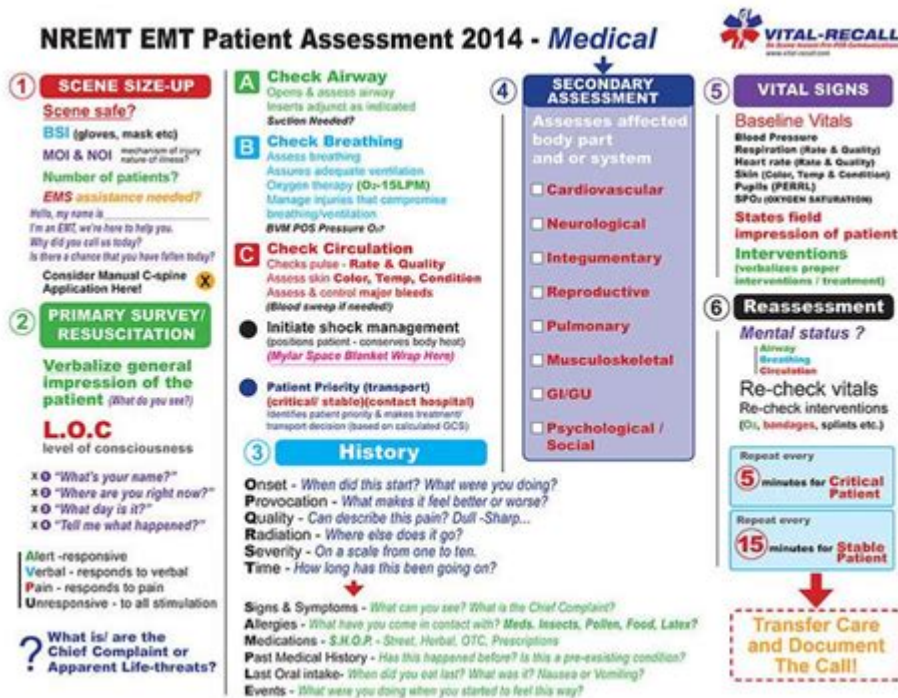 NREMT EMT Patient Assessment 2014 - Medical
VITAL-RECALL
www.vital-recall.com
1 SCENE SIZE-UP
Scene safe?
BSI (gloves, mask etc)
MOI & NOI mechanism of injury
nature of illness?
Number of patients?
EMS assistance needed?
Hello, my name is
I'm an EMT, we're here to help you.
Why did you call us today?
Is there a chance that you have fallen today?
Consider Manual C-spine
Application Here! X
2 PRIMARY SURVEY/
RESUSCITATION
Verbalize general
impression of the
patient (What do you see?)
L.O.C
level of consciousness
x 1 "What's your name?"
x 2 "Where are you right now?"
x 3 "What day is it?"
x 4 "Tell me what happened?"
Alert -responsive
Verbal - responds to verbal
Pain - responds to pain
Unresponsive - to all stimulation
? What is/ are the
Chief Complaint or
Apparent Life-threats?
A Check Airway
Opens & assess airway
Inserts adjunct as indicated
Suction Needed?
B Check Breathing
Assess breathing
Assures adequate ventilation
Oxygen therapy (O₂-15LPM)
Manage injuries that compromise
breathing/ventilation
BVM POS Pressure O₂?
C Check Circulation
Checks pulse - Rate & Quality
Assess skin Color, Temp, Condition
Assess & control major bleeds
(Blood sweep if needed!)
Initiate shock management
(positions patient - conserves body heat)
(Mylar Space Blanket Wrap Here)
Patient Priority (transport)
(critical/ stable)(contact hospital)
Identifies patient priority & makes treatment/
transport decision (based on calculated GCS)
3 History
Onset - When did this start? What were you doing?
Provocation - What makes it feel better or worse?
Quality - Can describe this pain? Dull -Sharp...
Radiation - Where else does it go?
Severity - On a scale from one to ten.
Time - How long has this been going on?
Signs & Symptoms - What can you see? What is the Chief Complaint?
Allergies - What have you come in contact with? Meds. Insects, Pollen, Food, Latex?
Medications - S.H.O.P. - Street, Herbal, OTC, Prescriptions
Past Medical History - Has this happened before? Is this a pre-existing condition?
Last Oral intake- When did you eat last? What was it? Nausea or Vomiting?
Events - What were you doing when you started to feel this way?
4 SECONDARY
ASSESSMENT
Assesses affected
body part
and or system
Cardiovascular
Neurological
Integumentary
Reproductive
Pulmonary
Musculoskeletal
GI/GU
Psychological /
Social
5 VITAL SIGNS
Baseline Vitals
Blood Pressure
Respiration (Rate & Quality)
Heart rate (Rate & Quality)
Skin (Color, Temp & Condition)
Pupils (PERRL)
SPO₂ (OXYGEN SATURATION)
States field
impression of patient
Interventions
(verbalizes proper
interventions / treatment)
6 Reassessment
Mental status ?
Airway
Breathing
Circulation
Re-check vitals
Re-check interventions
(O₂, bandages, splints etc.)
Repeat every
5 minutes for Critical
Patient
Repeat every
15 minutes for Stable
Patient
Transfer Care
and Document
The Call!